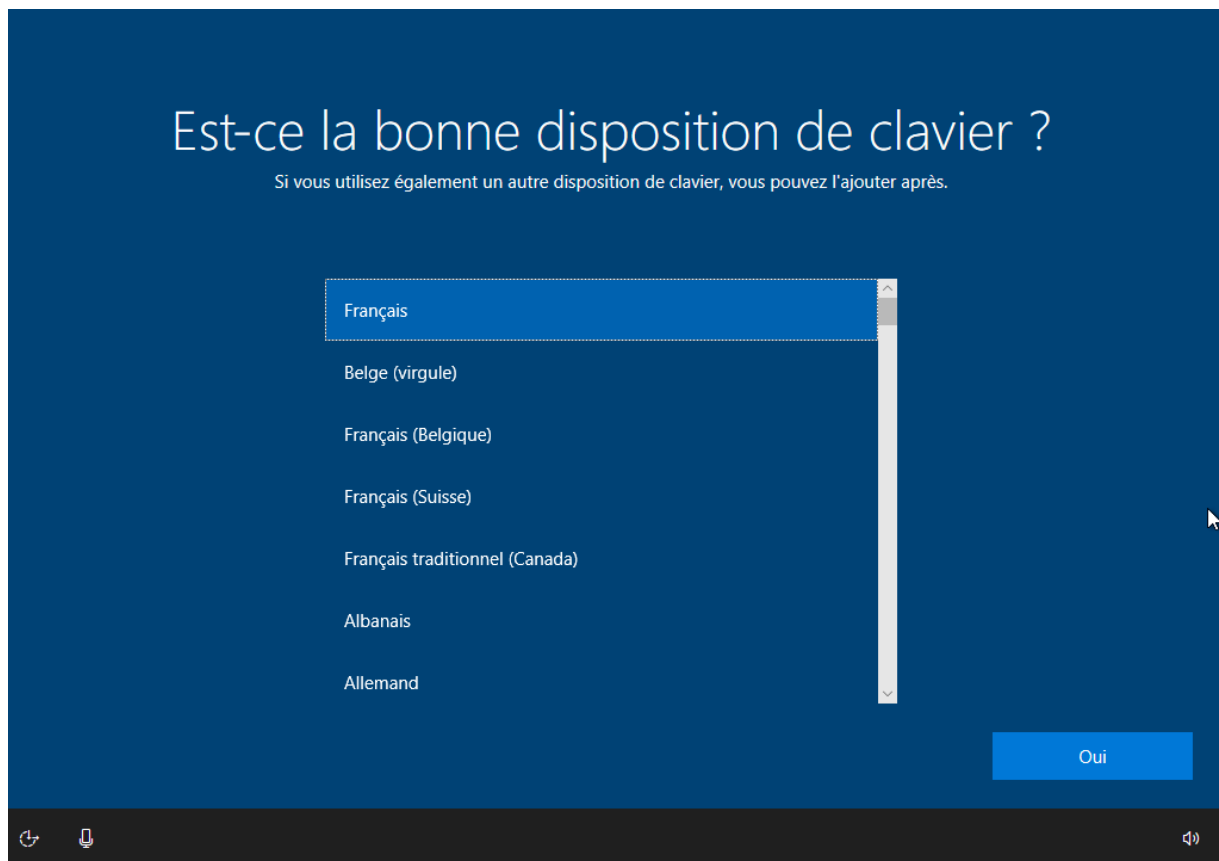 Est-ce la bonne disposition de clavier ?
Si vous utilisez également un autre disposition de clavier, vous pouvez l'ajouter après.
Français
Belge (virgule)
Français (Belgique)
Français (Suisse)
Français traditionnel (Canada)
Albanais
Allemand
Oui